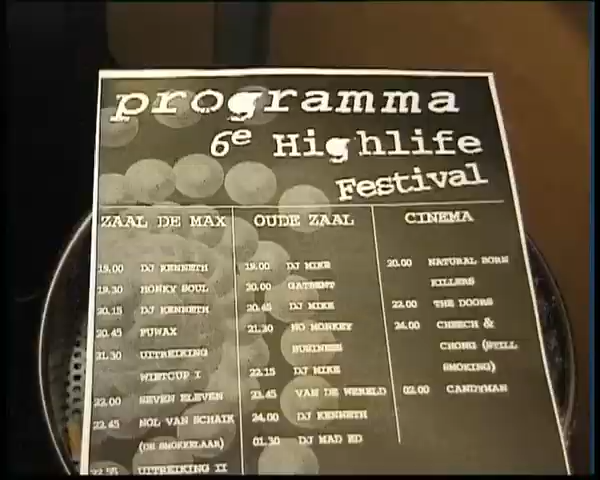 programma
6e Highlife
Festival
ZAAL DE MAX
19.00 DJ KENNETH
19.30 HONKY SOUL
20.15 DJ KENNETH
20.45 FUWAX
21.30 UITREIKING
WIETCUP I
22.00 SEVEN ELEVEN
22.45 NOL VAN SCHAIK
(DE SMOKKELAAR)
22.55 UITREIKING II
OUDE ZAAL
19.00 DJ MIKE
20.00
20.45 DJ MIKE
21.30 NO MONKEY
BUSINESS
22.15 DJ MIKE
23.45 VAN DE WERELD
24.00 DJ KENNETH
01.30 DJ MAD ED
CINEMA
20.00 NATURAL BORN
KILLERS
22.00 THE DOORS
24.00 CHEECH &
CHONG (STILL
SMOKING)
02.00 CANDYMAN